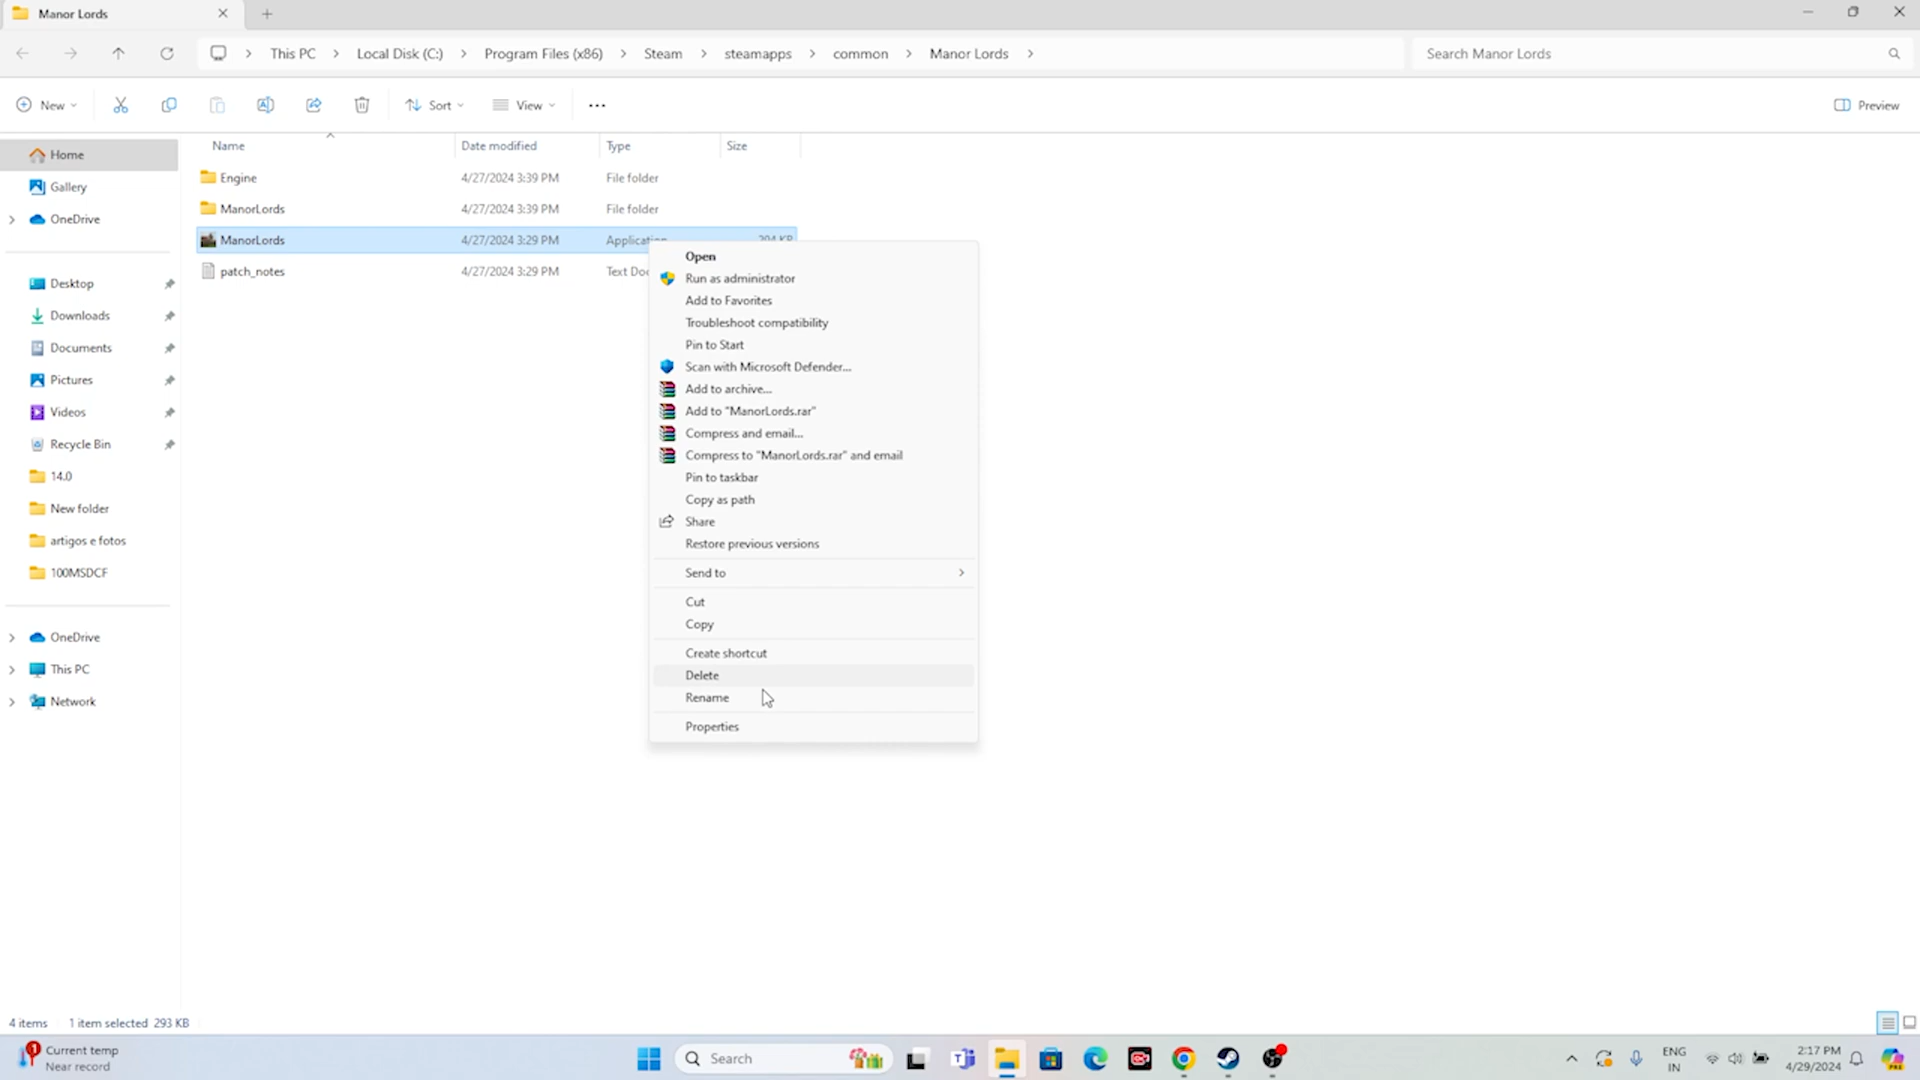 Manor Lords
This PC > Local Disk (C:) > Program Files (x86) > Steam > steamapps > common > Manor Lords >
Search Manor Lords
New
Sort
View
Preview
Name Date modified Type Size
Engine 4/27/2024 3:39 PM File folder
ManorLords 4/27/2024 3:39 PM File folder
ManorLords 4/27/2024 3:29 PM Application 294 KB
patch_notes 4/27/2024 3:29 PM Text Doc
Home
Gallery
OneDrive
Desktop
Downloads
Documents
Pictures
Videos
Recycle Bin
14.0
New folder
artigos e fotos
100MSDCF
OneDrive
This PC
Network
Open
Run as administrator
Add to Favorites
Troubleshoot compatibility
Pin to Start
Scan with Microsoft Defender...
Add to archive...
Add to "ManorLords.rar"
Compress and email...
Compress to "ManorLords.rar" and email
Pin to taskbar
Copy as path
Share
Restore previous versions
Send to
Cut
Copy
Create shortcut
Delete
Rename
Properties
4 items 1 item selected 293 KB
1
Current temp
Near record
Search
ENG
IN
2:17 PM
4/29/2024